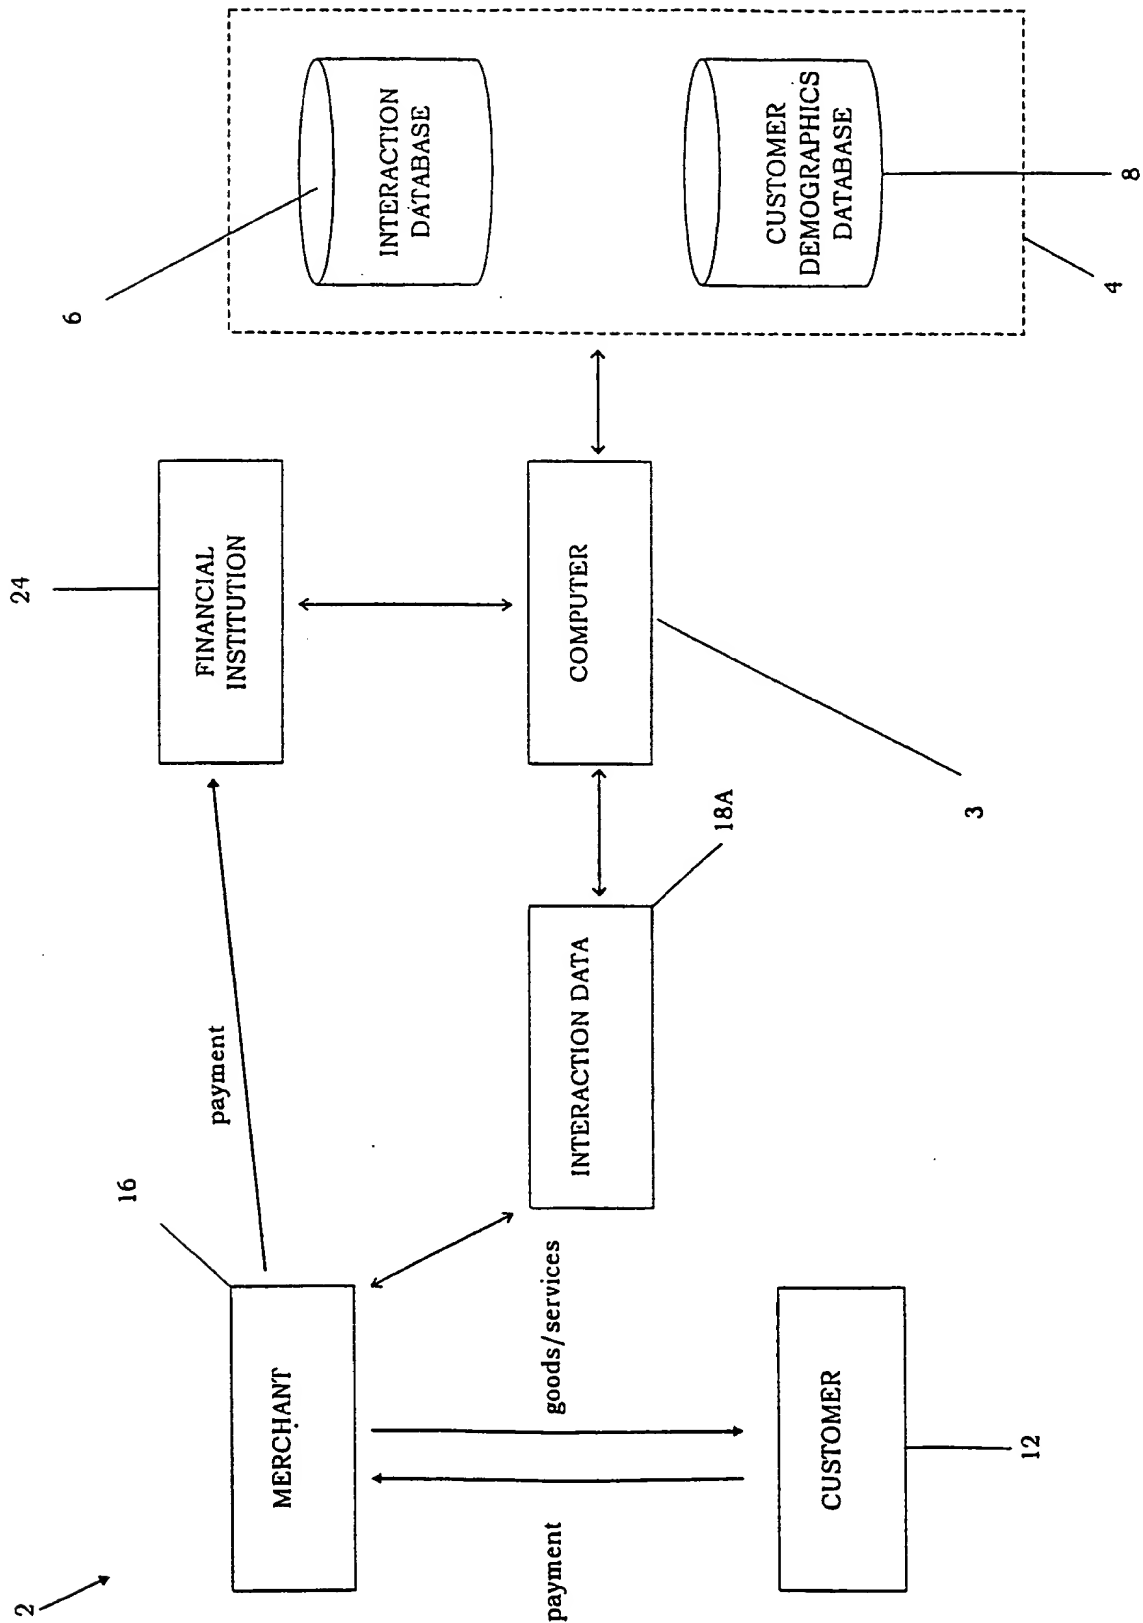 2
24
6
16
payment
FINANCIAL
INSTITUTION
MERCHANT
INTERACTION
DATABASE
payment
goods/services
INTERACTION DATA
COMPUTER
18A
CUSTOMER
DEMOGRAPHICS
DATABASE
CUSTOMER
3
12
4
8